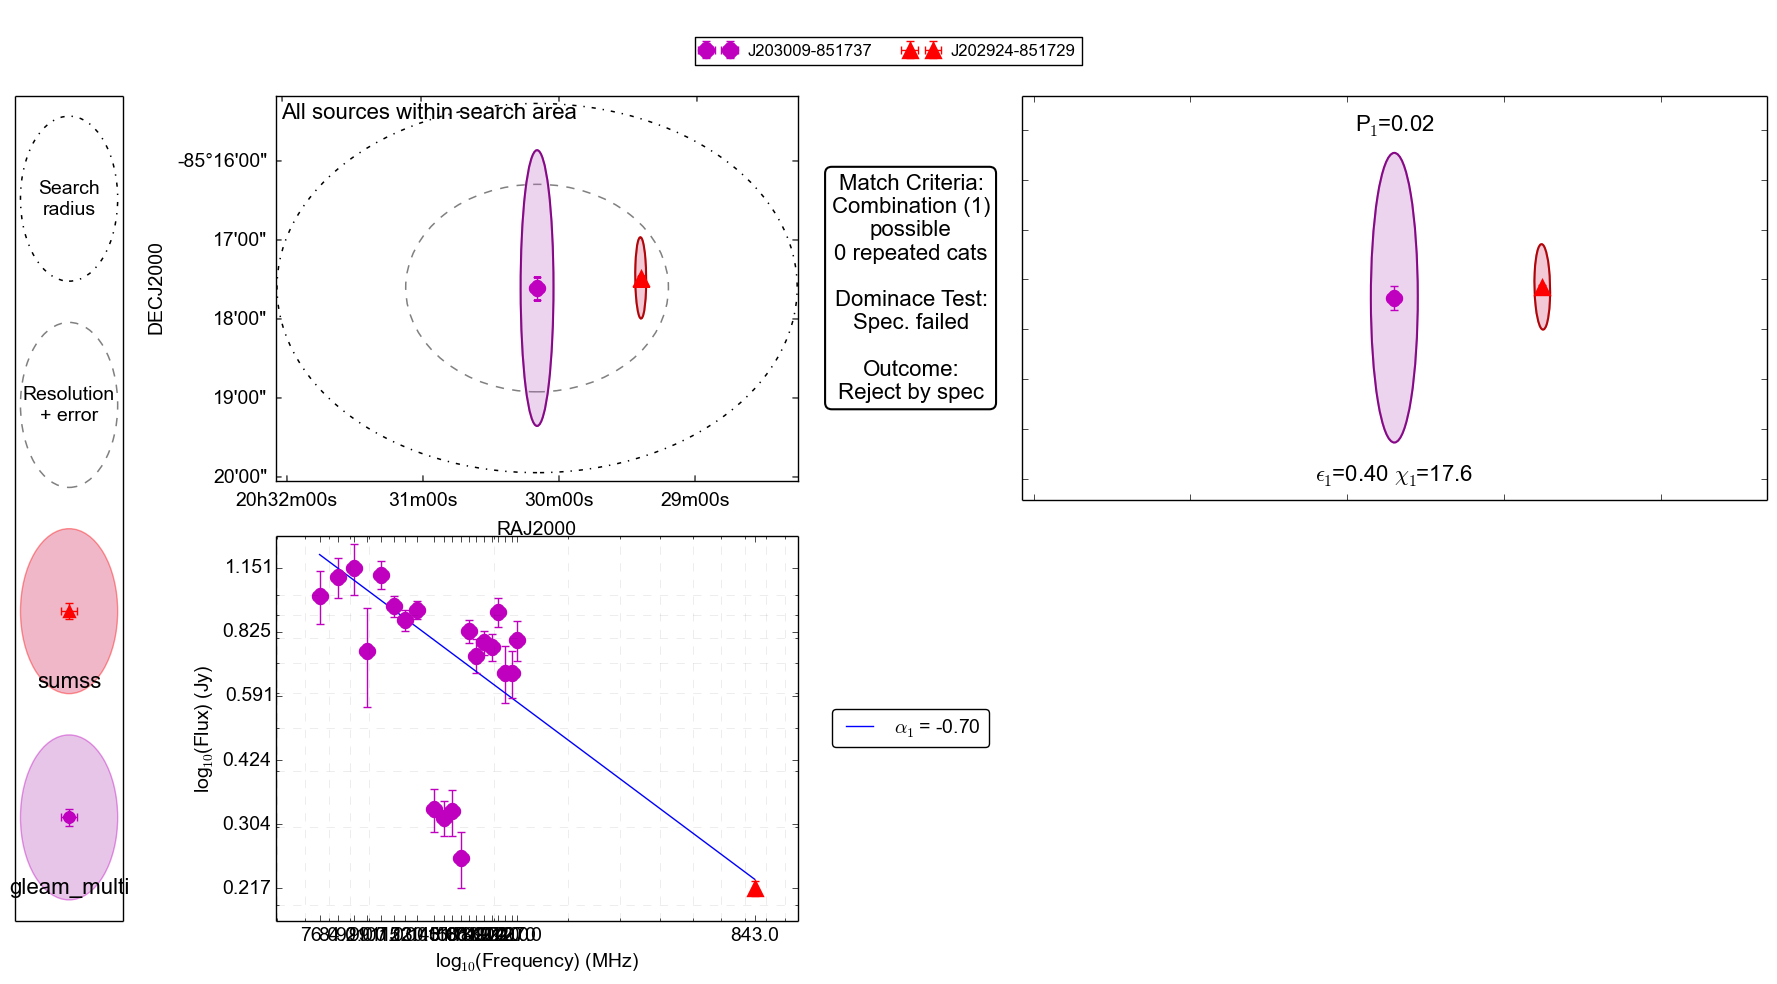 J203009-851737
J202924-851729
Search
radius
Resolution
+ error
sumss
gleam_multi
All sources within search area
DECJ2000
-85°16'00"
17'00"
18'00"
19'00"
20'00"
20h32m00s
31m00s
30m00s
29m00s
RAJ2000
Match Criteria:
Combination (1)
possible
0 repeated cats
Dominace Test:
Spec. failed
Outcome:
Reject by spec
P₁=0.02
ϵ₁=0.40 χ₁=17.6
log₁₀(Flux) (Jy)
1.151
0.825
0.591
0.424
0.304
0.217
843.0
log₁₀(Frequency) (MHz)
α₁ = -0.70